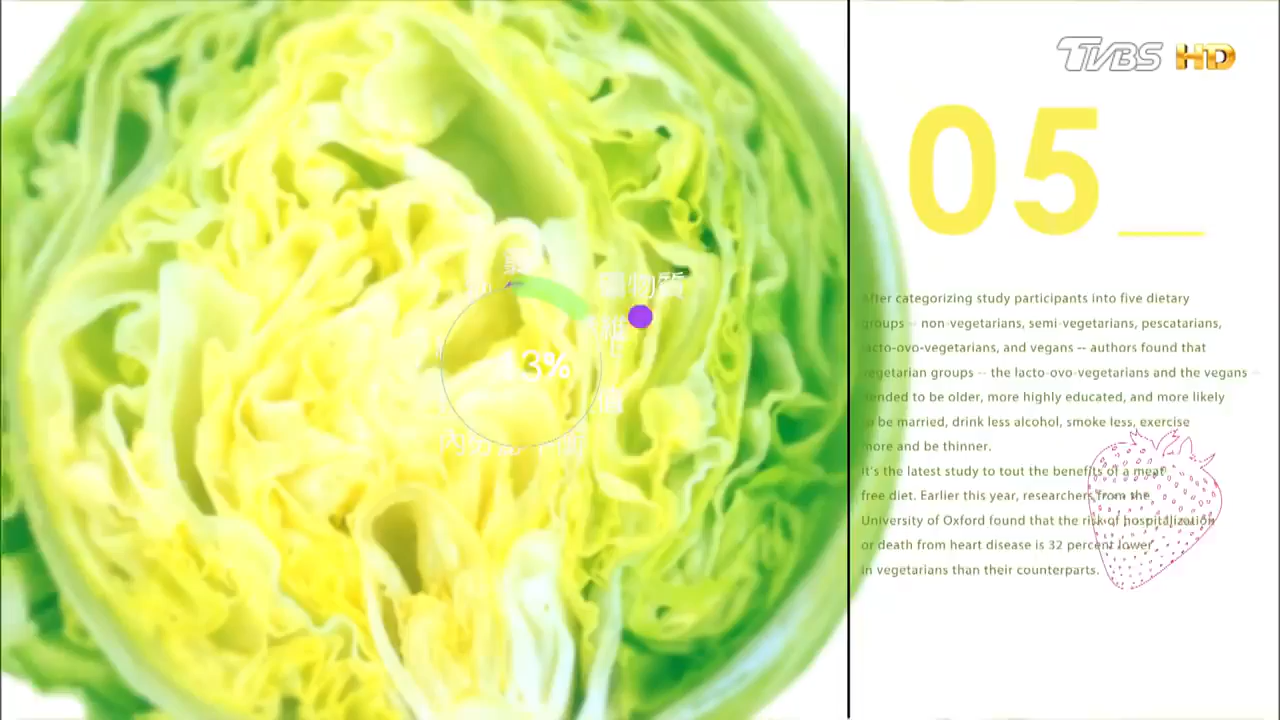 TVBS HD
05_
礦物質
13%
After categorizing study participants into five dietary
groups -- non-vegetarians, semi-vegetarians, pescatarians,
lacto-ovo-vegetarians, and vegans -- authors found that
vegetarian groups -- the lacto-ovo-vegetarians and the vegans --
tended to be older, more highly educated, and more likely
to be married, drink less alcohol, smoke less, exercise
more and be thinner.
It's the latest study to tout the benefits of a meat
free diet. Earlier this year, researchers from the
University of Oxford found that the risk of hospitalization
or death from heart disease is 32 percent lower
in vegetarians than their counterparts.